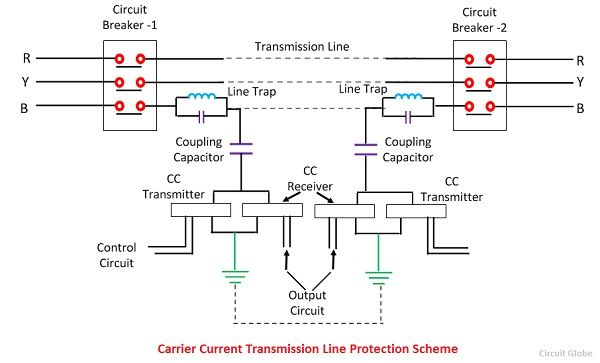 Circuit
Breaker -1
Circuit
Breaker -2
Transmission Line
R
R
Y
Y
Line Trap
Line Trap
B
B
Coupling
Capacitor
Coupling
Capacitor
CC
Transmitter
CC
Receiver
CC
Transmitter
Control
Circuit
Output
Circuit
Carrier Current Transmission Line Protection Scheme
Circuit Globe